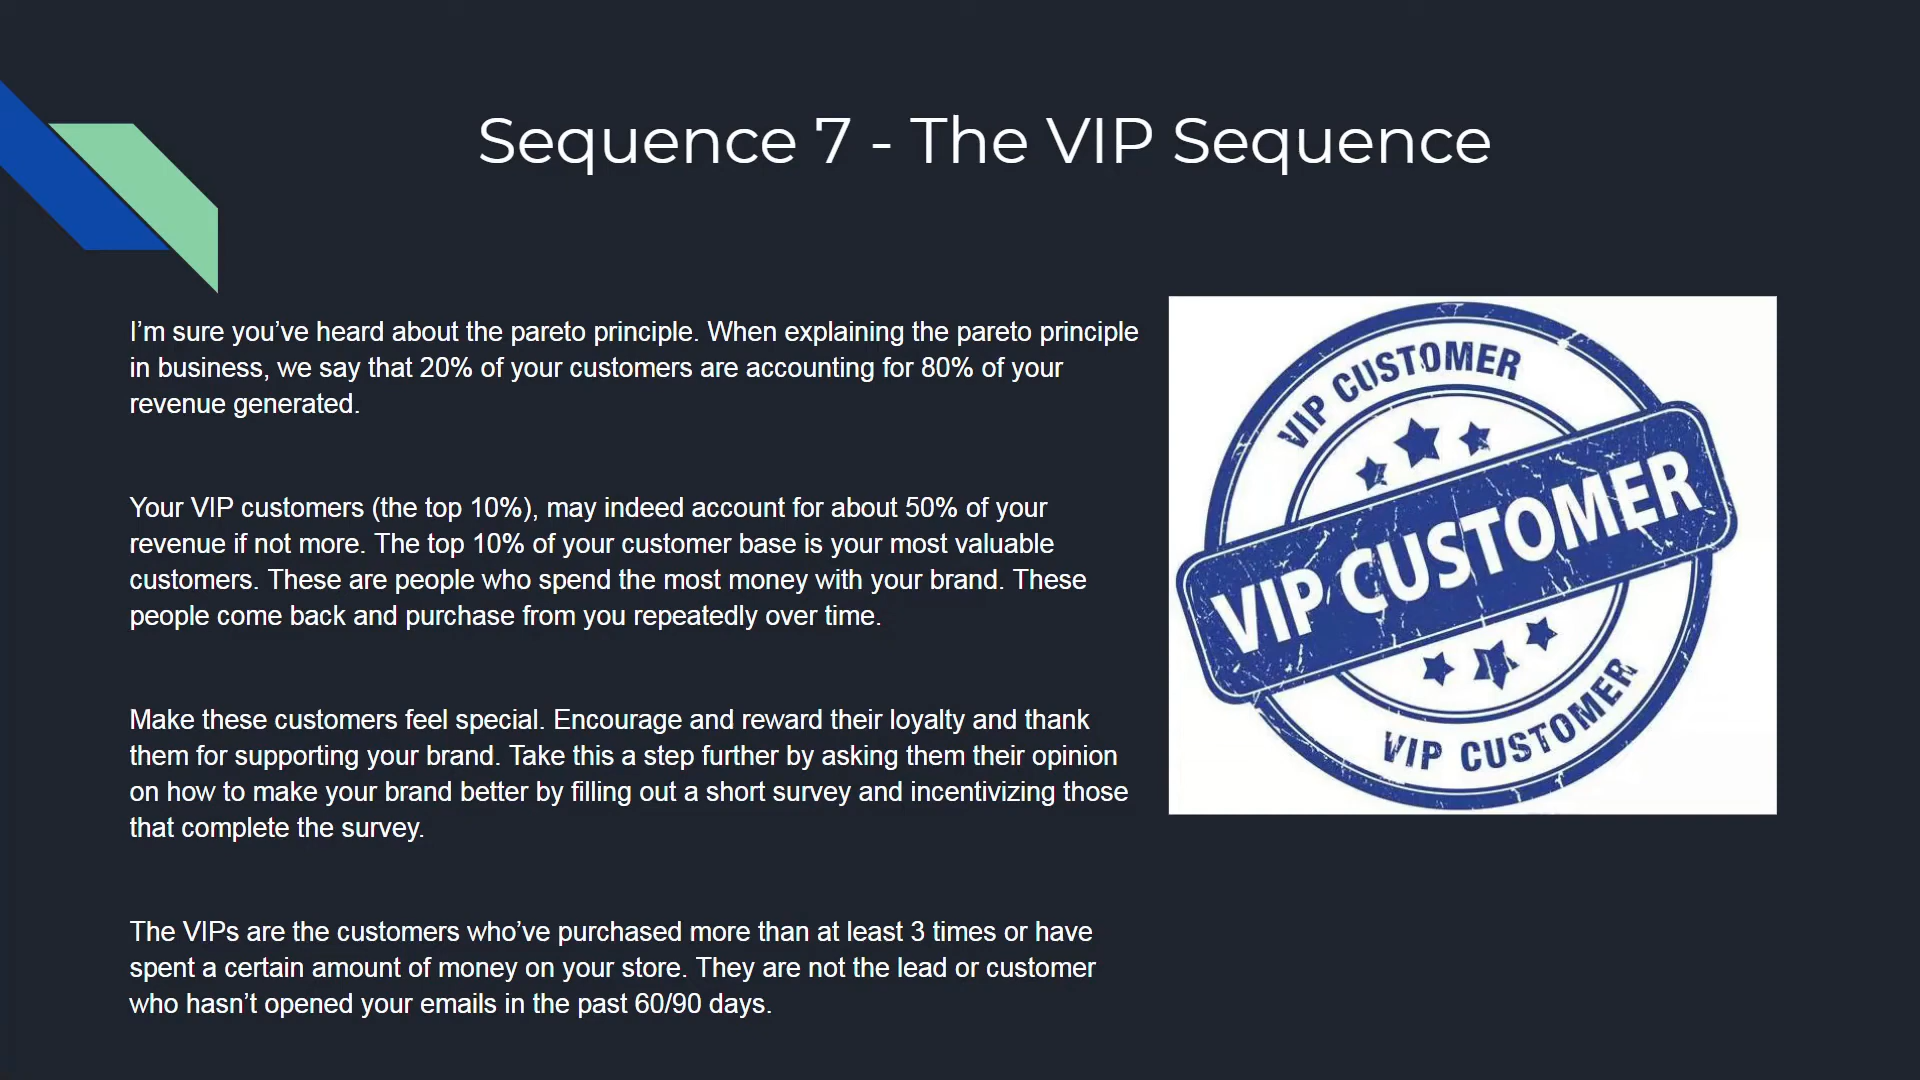 Sequence 7 - The VIP Sequence
I’m sure you’ve heard about the pareto principle. When explaining the pareto principle
in business, we say that 20% of your customers are accounting for 80% of your
revenue generated.
Your VIP customers (the top 10%), may indeed account for about 50% of your
revenue if not more. The top 10% of your customer base is your most valuable
customers. These are people who spend the most money with your brand. These
people come back and purchase from you repeatedly over time.
Make these customers feel special. Encourage and reward their loyalty and thank
them for supporting your brand. Take this a step further by asking them their opinion
on how to make your brand better by filling out a short survey and incentivizing those
that complete the survey.
The VIPs are the customers who’ve purchased more than at least 3 times or have
spent a certain amount of money on your store. They are not the lead or customer
who hasn’t opened your emails in the past 60/90 days.
VIP CUSTOMER
VIP CUSTOMER
VIP CUSTOMER